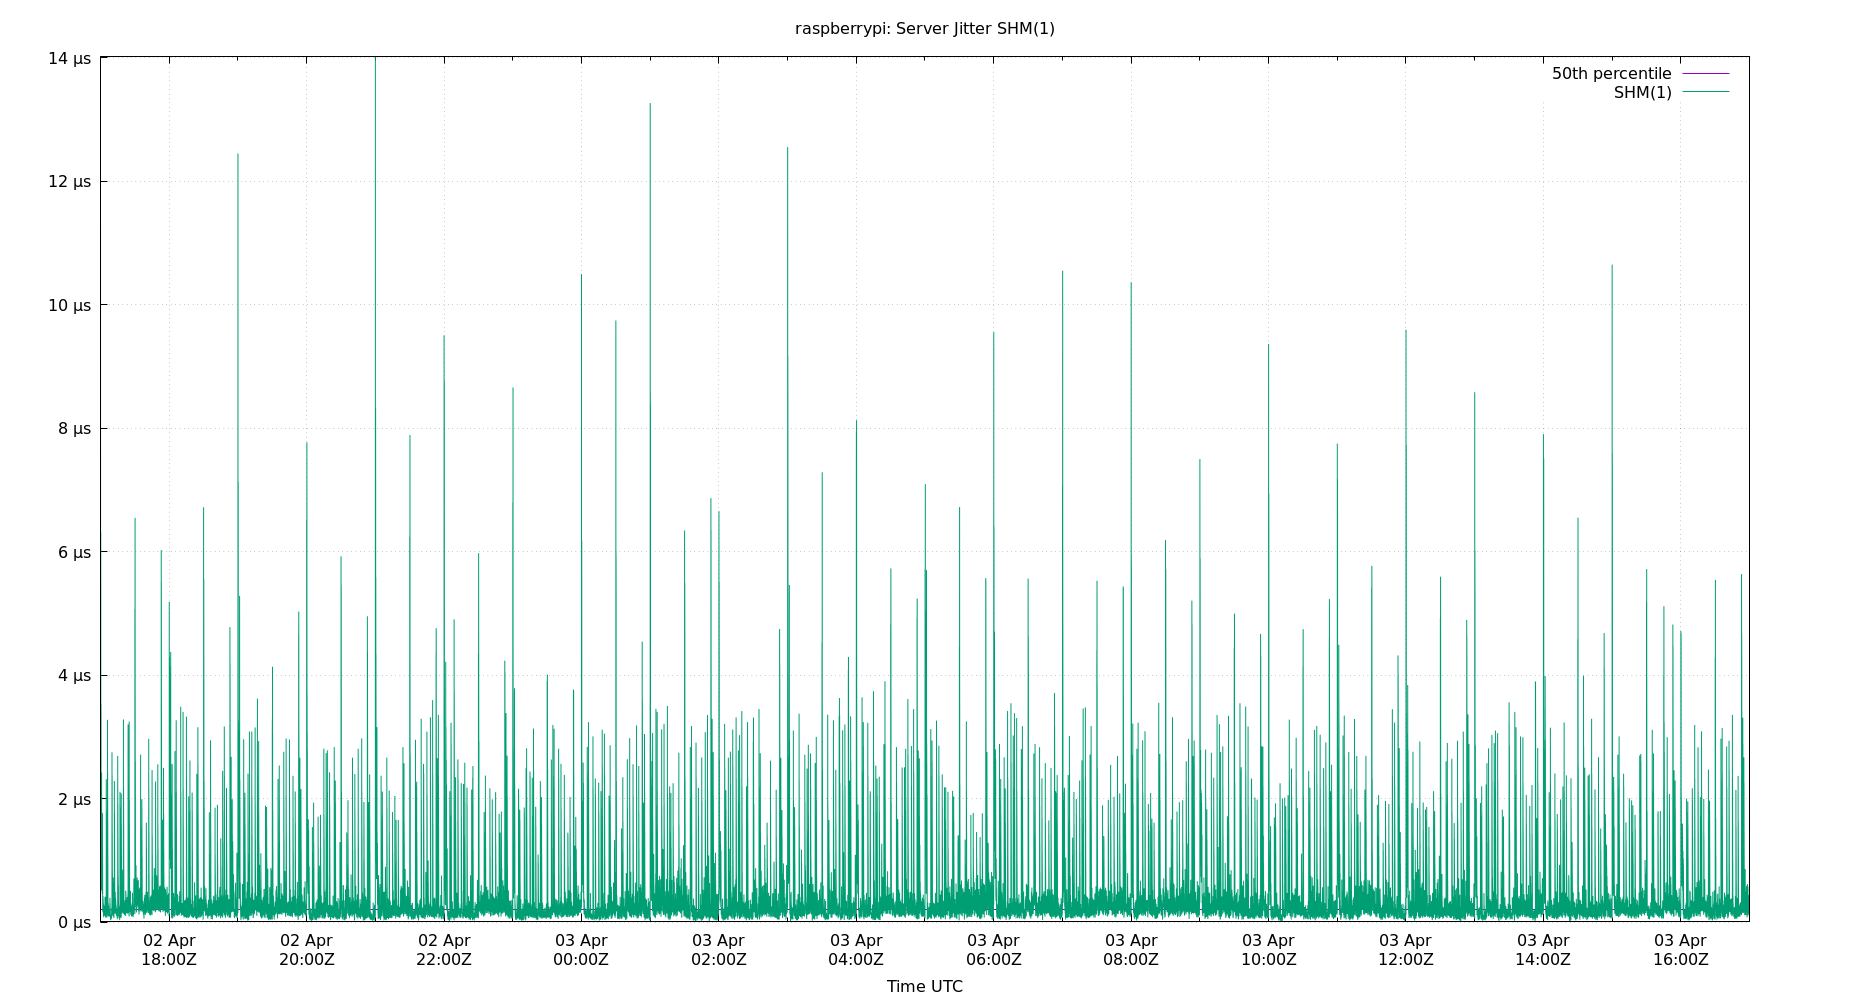 raspberrypi: Server Jitter SHM(1)
14 µs
12 µs
10 µs
8 µs
6 µs
4 µs
2 µs
0 µs
50th percentile
SHM(1)
02 Apr
18:00Z
02 Apr
20:00Z
02 Apr
22:00Z
03 Apr
00:00Z
03 Apr
02:00Z
03 Apr
04:00Z
03 Apr
06:00Z
03 Apr
08:00Z
03 Apr
10:00Z
03 Apr
12:00Z
03 Apr
14:00Z
03 Apr
16:00Z
Time UTC